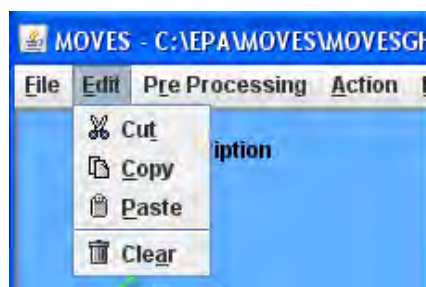 MOVES - C:\EPA\MOVES\MOVESGH
File Edit Pre Processing Action
Cut
iption
Copy
Paste
Clear